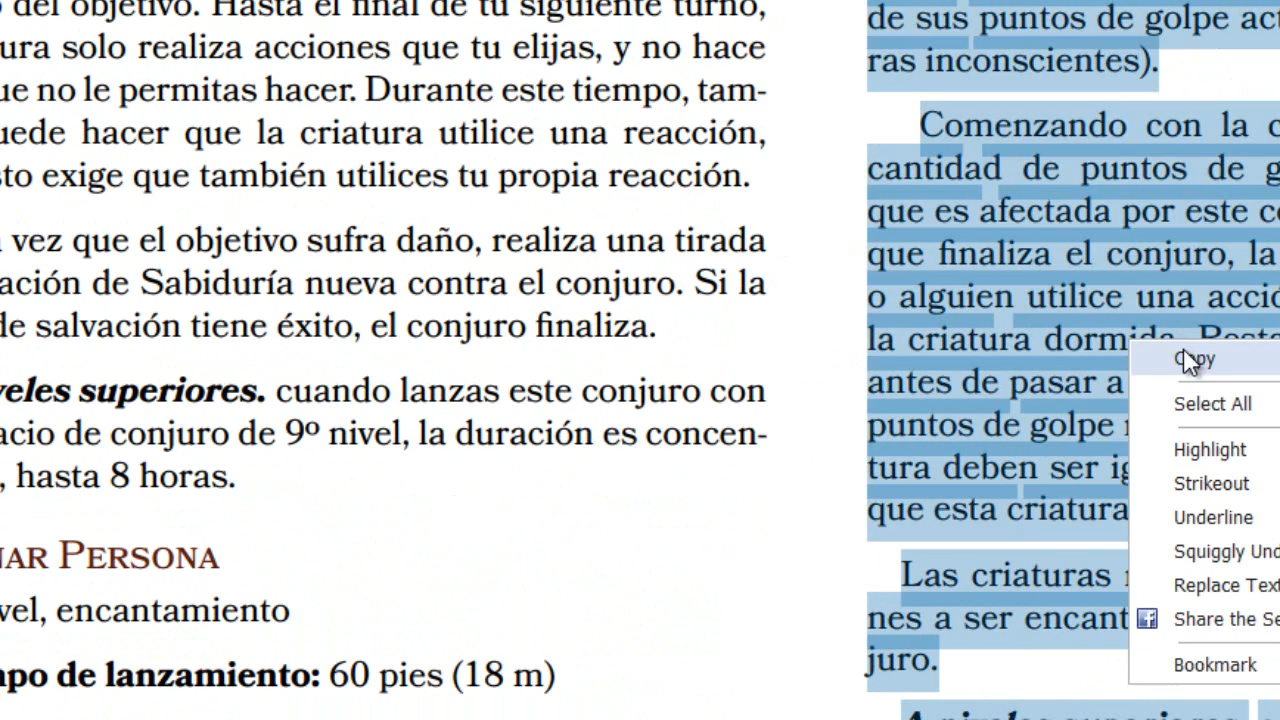 del objetivo. Hasta el final de tu siguiente turno,
ura solo realiza acciones que tu elijas, y no hace
ue no le permitas hacer. Durante este tiempo, tam-
uede hacer que la criatura utilice una reacción,
sto exige que también utilices tu propia reacción.
vez que el objetivo sufra daño, realiza una tirada
ación de Sabiduría nueva contra el conjuro. Si la
de salvación tiene éxito, el conjuro finaliza.
veles superiores. cuando lanzas este conjuro con
acio de conjuro de 9º nivel, la duración es concen-
, hasta 8 horas.
NAR PERSONA
vel, encantamiento
npo de lanzamiento: 60 pies (18 m)
de sus puntos de golpe act
ras inconscientes).
Comenzando con la c
cantidad de puntos de g
que es afectada por este co
que finaliza el conjuro, la
o alguien utilice una acció
la criatura dormida. Reste
antes de pasar a
puntos de golpe
tura deben ser ig
que esta criatura
Las criaturas
nes a ser encant
juro.
A niveles superiores.
Copy
Select All
Highlight
Strikeout
Underline
Squiggly Und
Replace Text
Share the Se
Bookmark